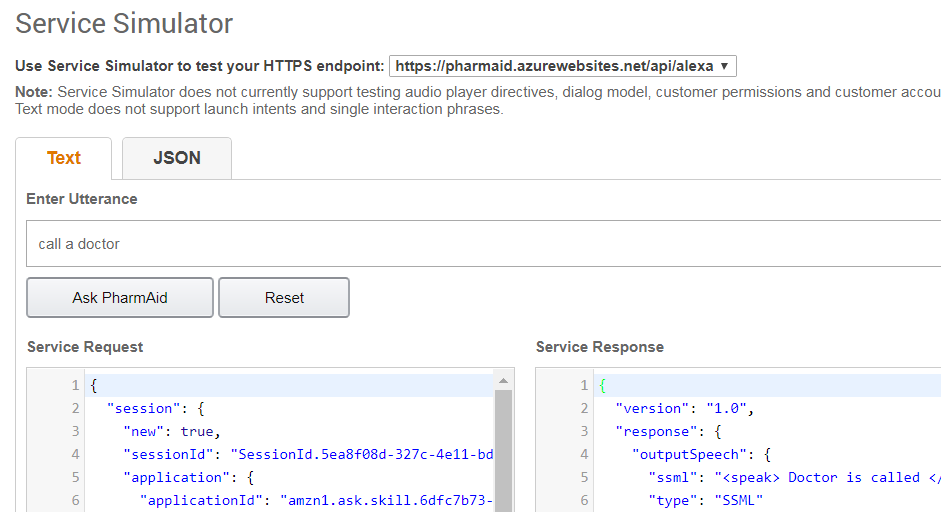 Service Simulator
Use Service Simulator to test your HTTPS endpoint: https://pharmaid.azurewebsites.net/api/alexa ▼
Note: Service Simulator does not currently support testing audio player directives, dialog model, customer permissions and customer
Text mode does not support launch intents and single interaction phrases.
Text JSON
Enter Utterance
call a doctor
Ask PharmAid Reset
Service Request
1 {
2 "session": {
3 "new": true,
4 "sessionId": "SessionId.5ea8f08d-327c-4e11-bd
5 "application": {
6 "applicationId": "amzn1.ask.skill.6dfc7b73-
Service Response
1 {
2 "version": "1.0",
3 "response": {
4 "outputSpeech": {
5 "ssml": "<speak> Doctor is called </
6 "type": "SSML"